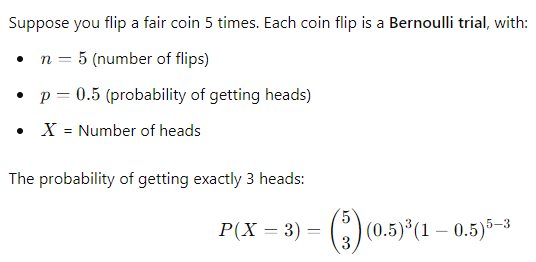 Suppose you flip a fair coin 5 times. Each coin flip is a Bernoulli trial, with:
• n = 5 (number of flips)
• p = 0.5 (probability of getting heads)
• X = Number of heads
The probability of getting exactly 3 heads:
P(X = 3) = (5 3) (0.5)³(1 − 0.5)⁵⁻³